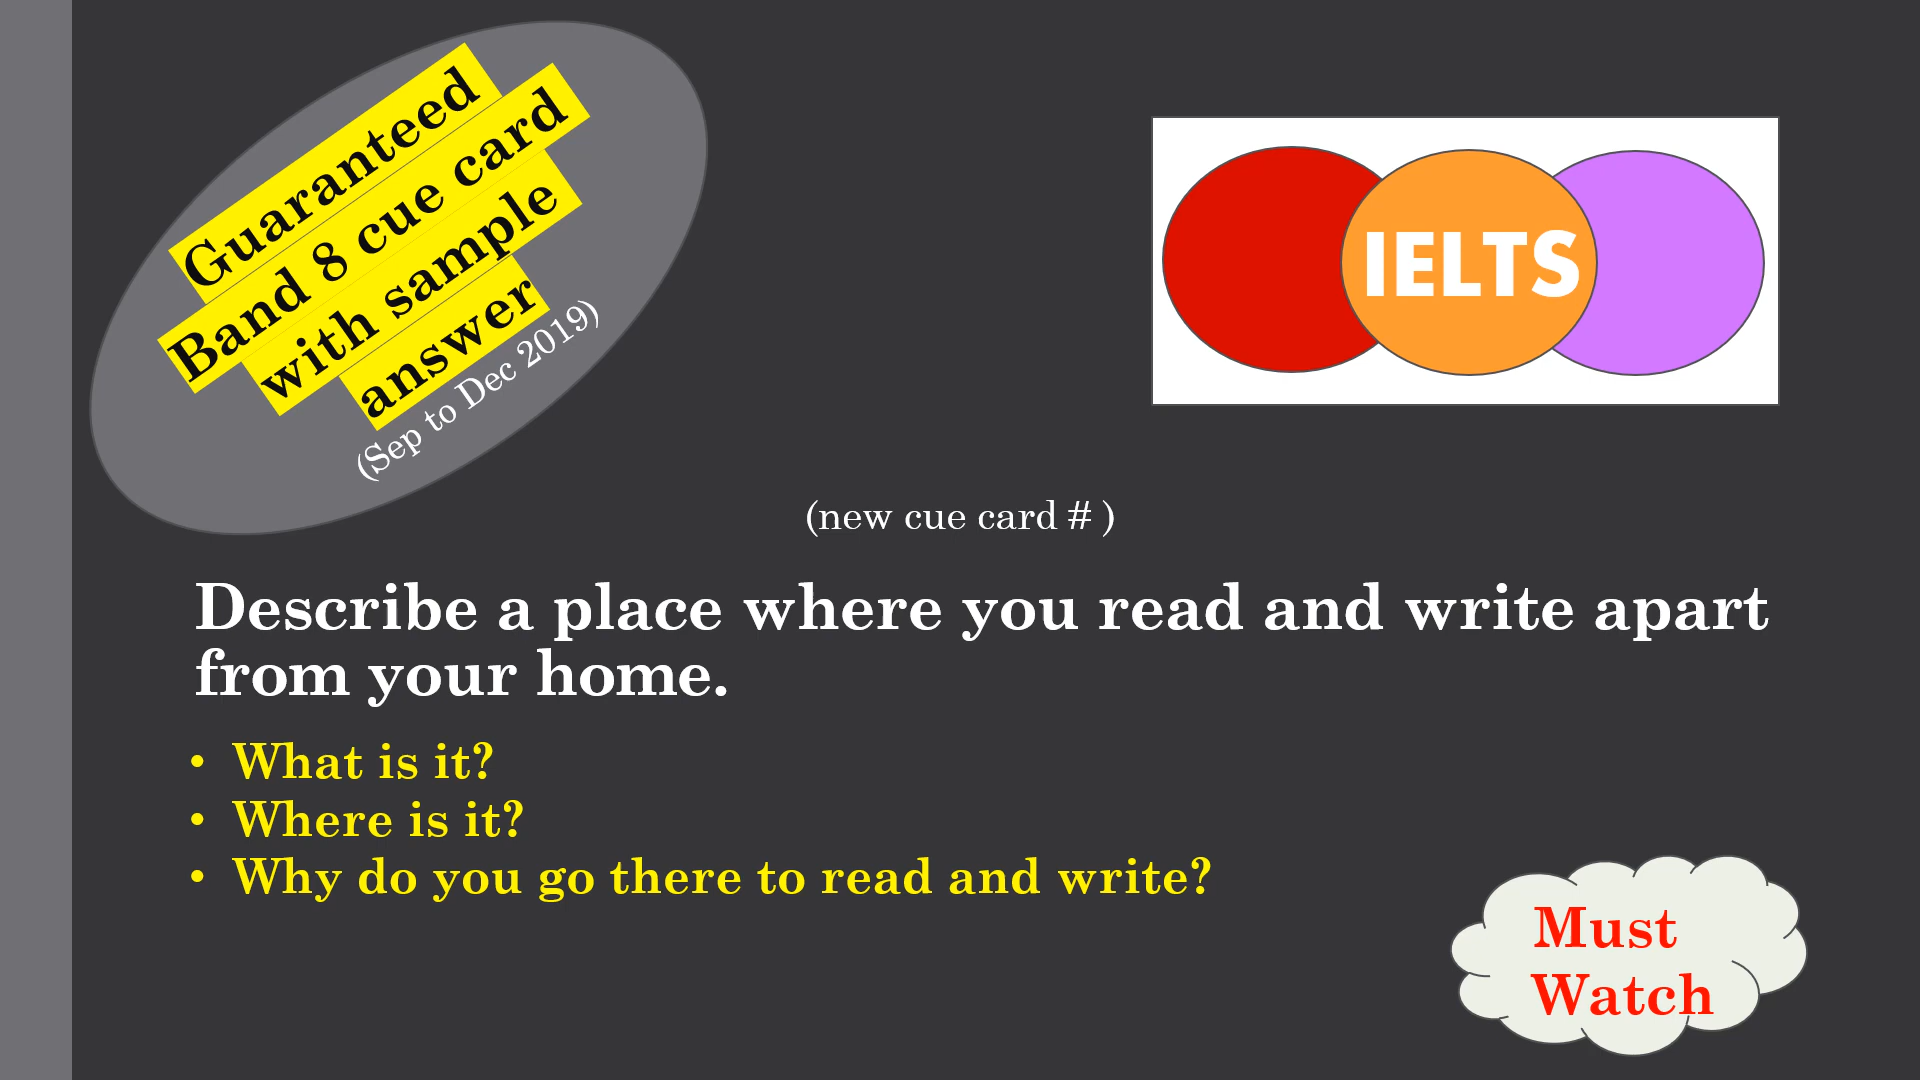 Guaranteed
Band 8 cue card
with sample
answer
(Sep to Dec 2019)
IELTS
(new cue card # )
Describe a place where you read and write apart
from your home.
• What is it?
• Where is it?
• Why do you go there to read and write?
Must
Watch